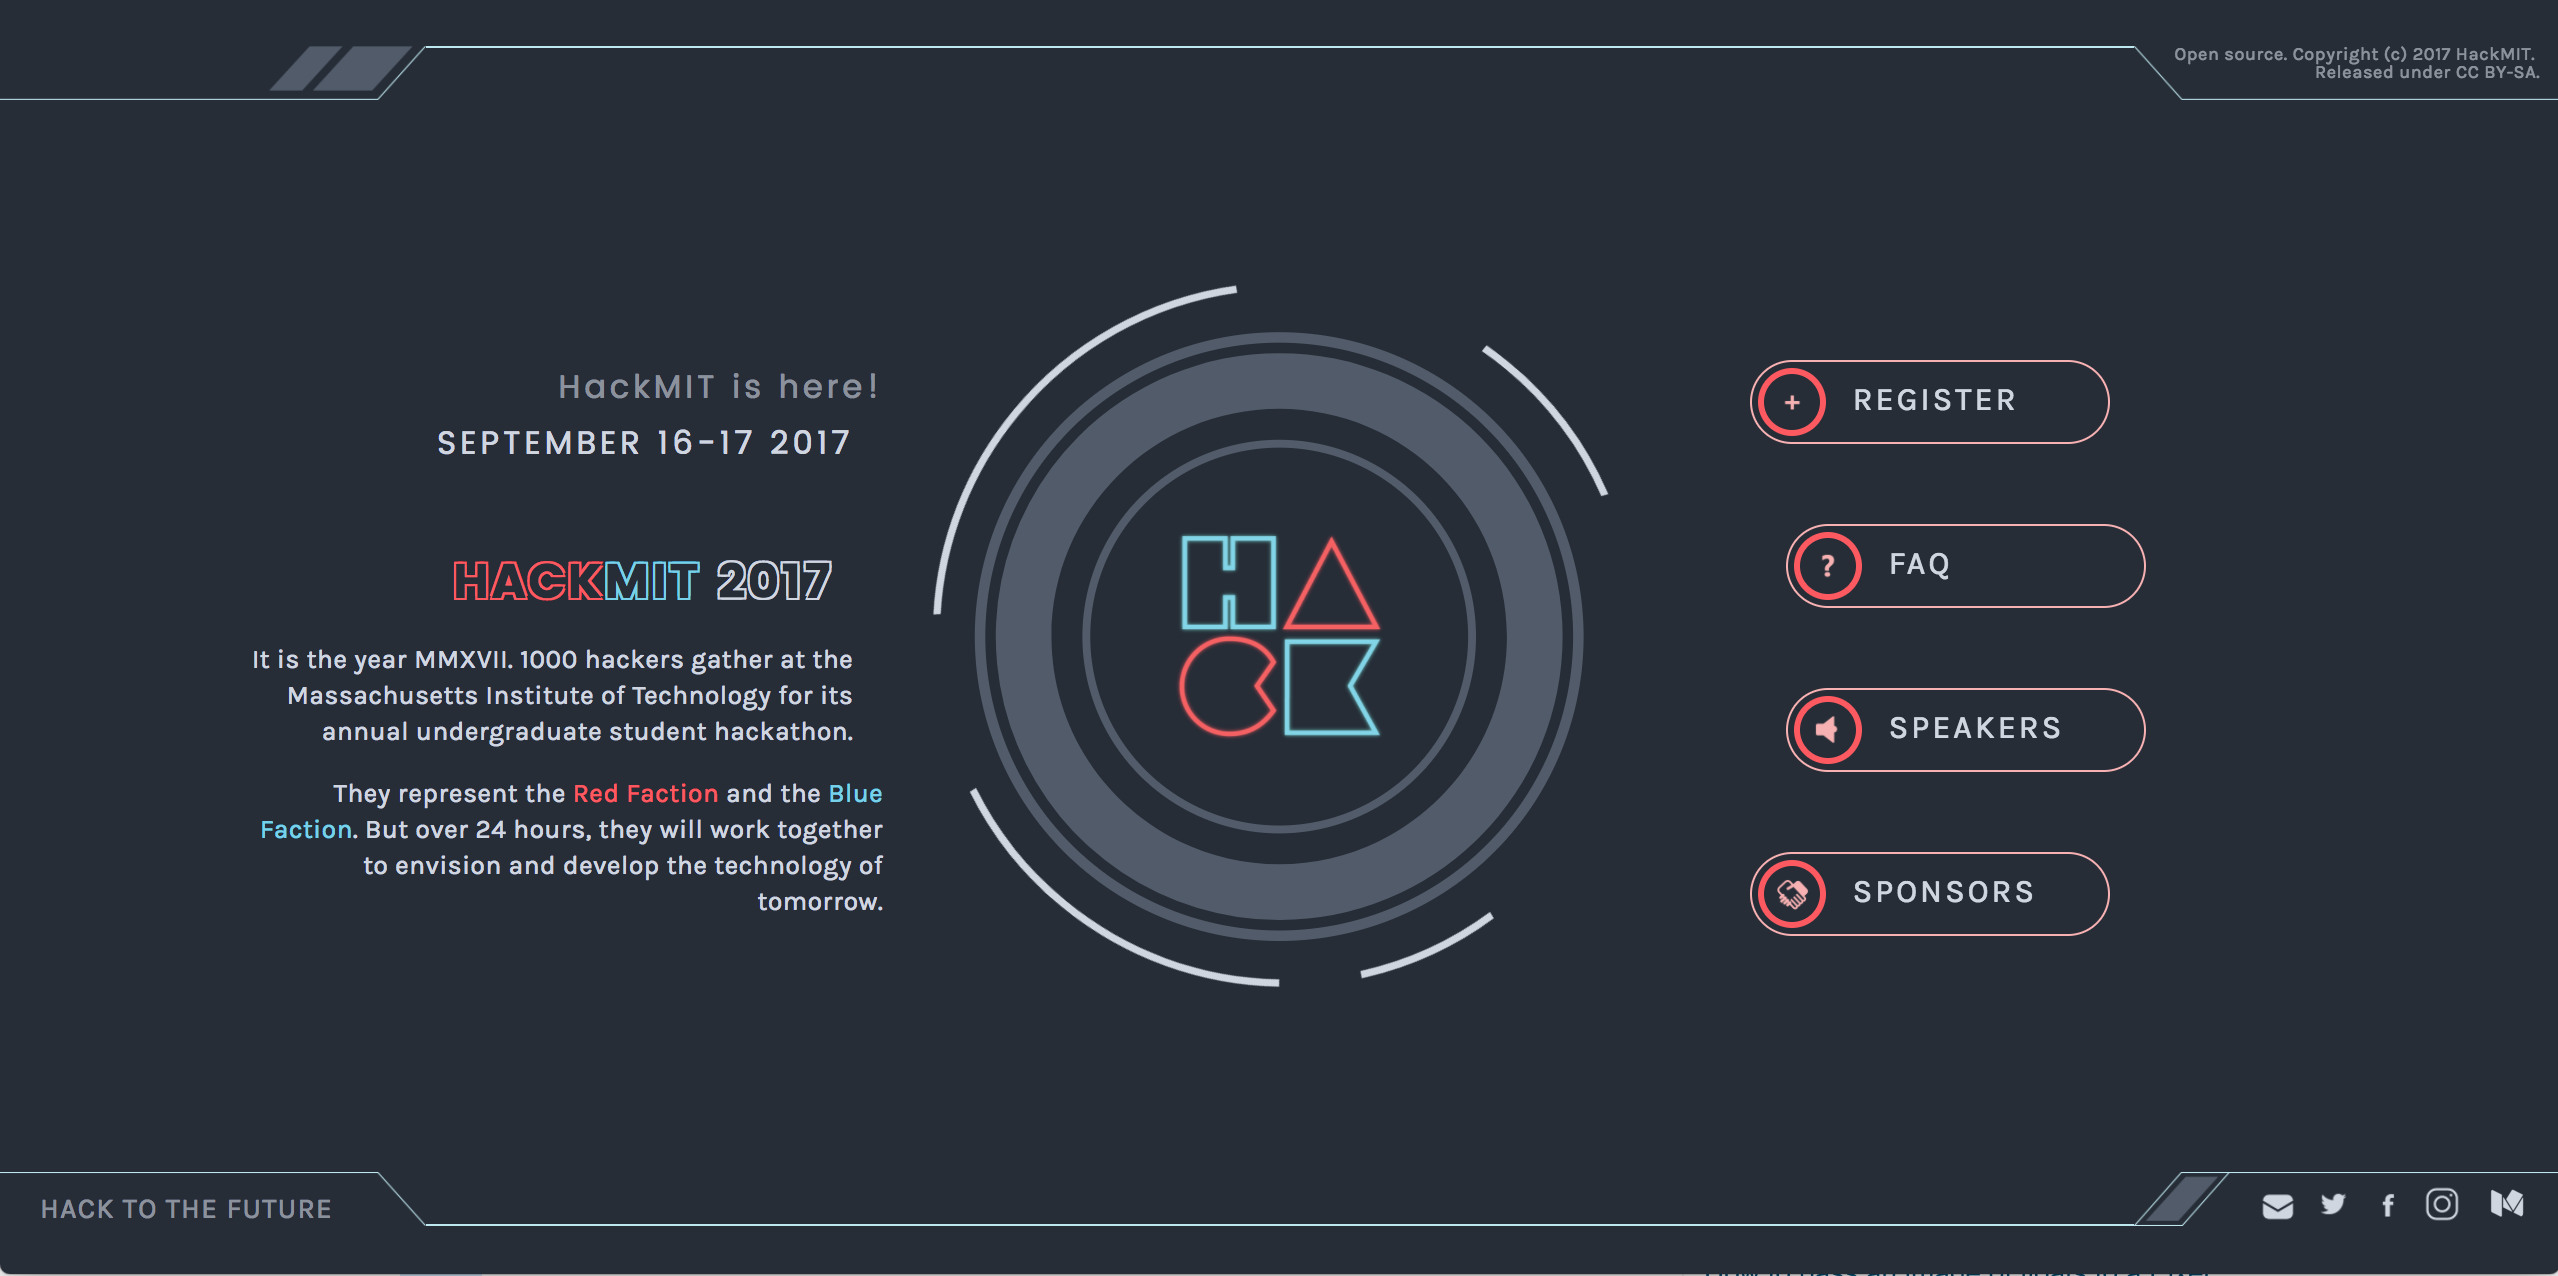 Open source. Copyright (c) 2017 HackMIT.
Released under CC BY-SA.
HackMIT is here!
SEPTEMBER 16-17 2017
HACKMIT 2017
It is the year MMXVII. 1000 hackers gather at the
Massachusetts Institute of Technology for its
annual undergraduate student hackathon.
They represent the Red Faction and the Blue
Faction. But over 24 hours, they will work together
to envision and develop the technology of
tomorrow.
HA
CK
+ REGISTER
? FAQ
SPEAKERS
SPONSORS
HACK TO THE FUTURE